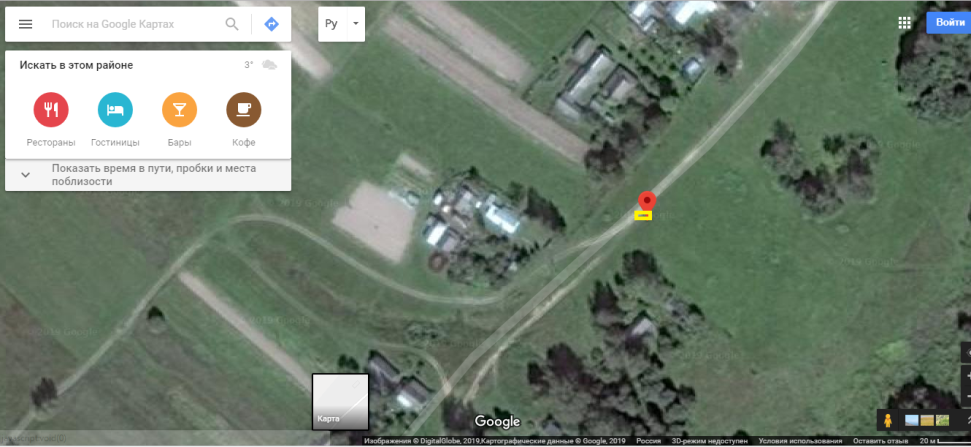 Поиск на Google Картах
Ру
Войти
Искать в этом районе
3°
Рестораны
Гостиницы
Бары
Кофе
Показать время в пути, пробки и места
поблизости
Карта
Google
Изображения © DigitalGlobe, 2019,Картографические данные © Google, 2019 Россия 3D-режим недоступен Условия использования Оставить отзыв 20 м